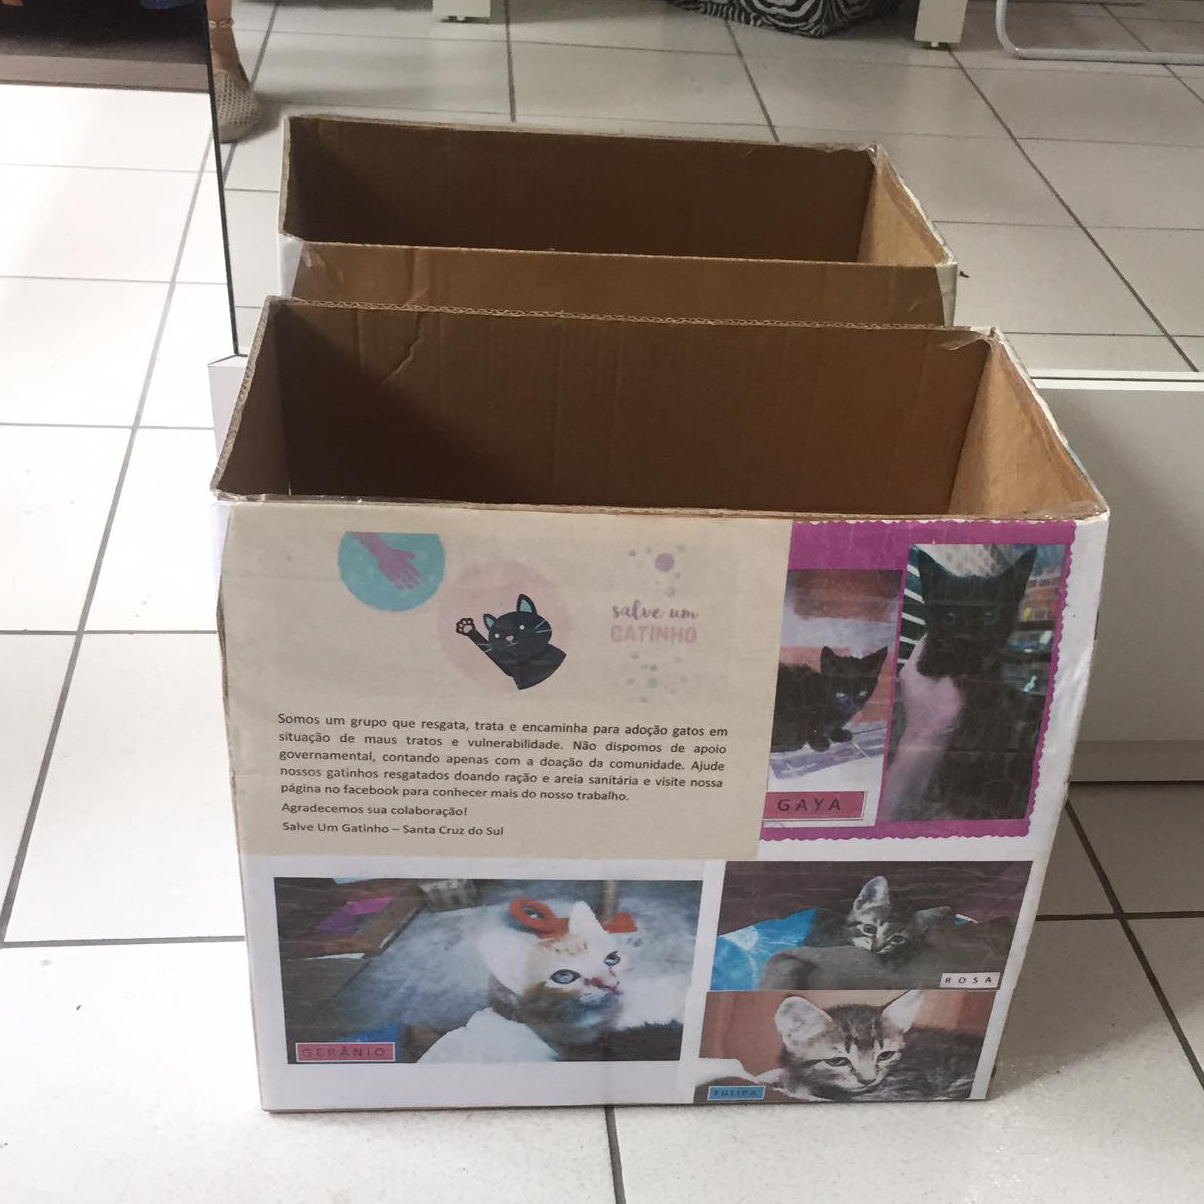 salve um
GATINHO
Somos um grupo que resgata, trata e encaminha para adoção gatos em
situação de maus tratos e vulnerabilidade. Não dispomos de apoio
governamental, contando apenas com a doação da comunidade. Ajude
nossos gatinhos resgatados doando ração e areia sanitária e visite nossa
página no facebook para conhecer mais do nosso trabalho.
Agradecemos sua colaboração!
Salve Um Gatinho – Santa Cruz do Sul
GAYA
ROSA
GERÂNIO
TULIPA